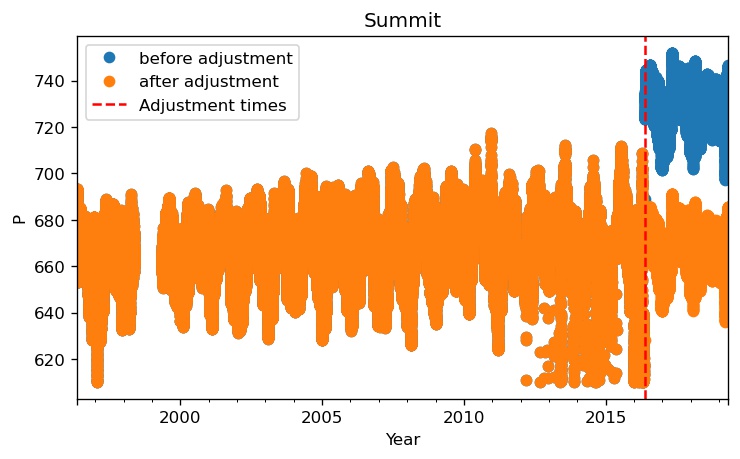 Summit
before adjustment
after adjustment
Adjustment times
740
720
700
680
660
640
620
P
2000
2005
2010
2015
Year